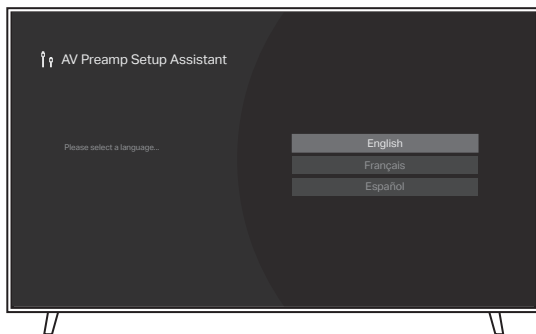 AV Preamp Setup Assistant
Please select a language...
English
Français
Español